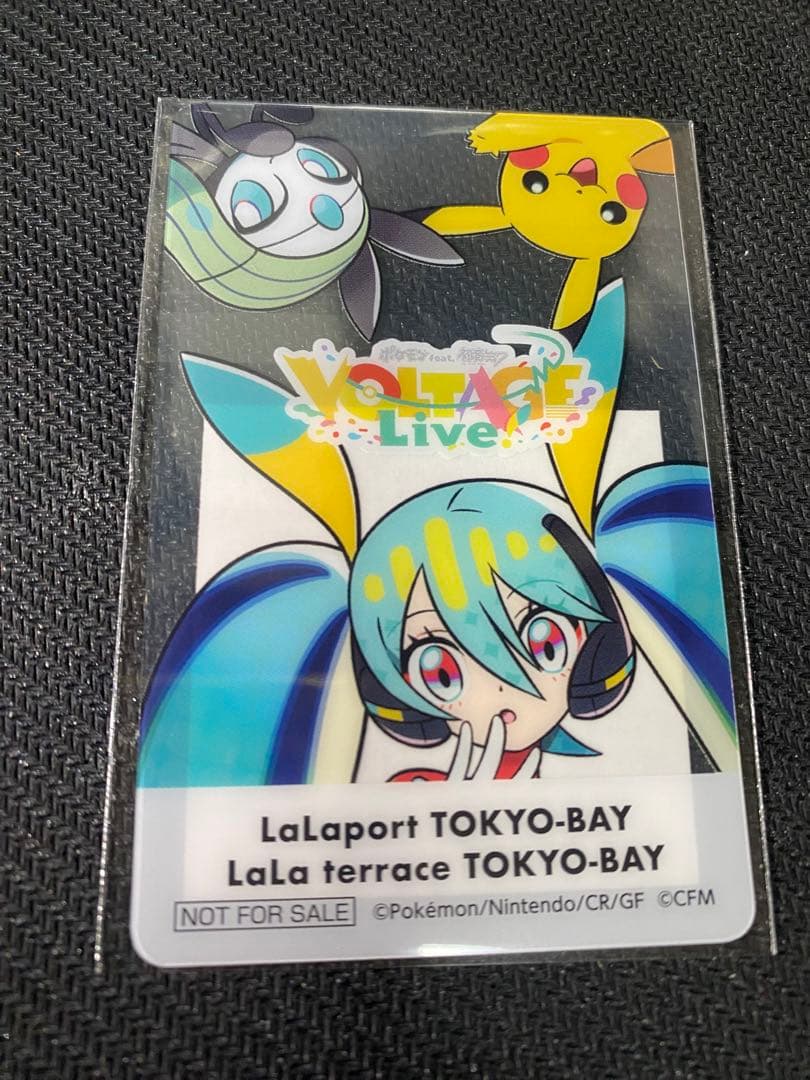 ポケモン feat. 初音ミク
VOLTAGE
Live!
LaLaport TOKYO-BAY
LaLa terrace TOKYO-BAY
NOT FOR SALE ©Pokémon/Nintendo/CR/GF ©CFM